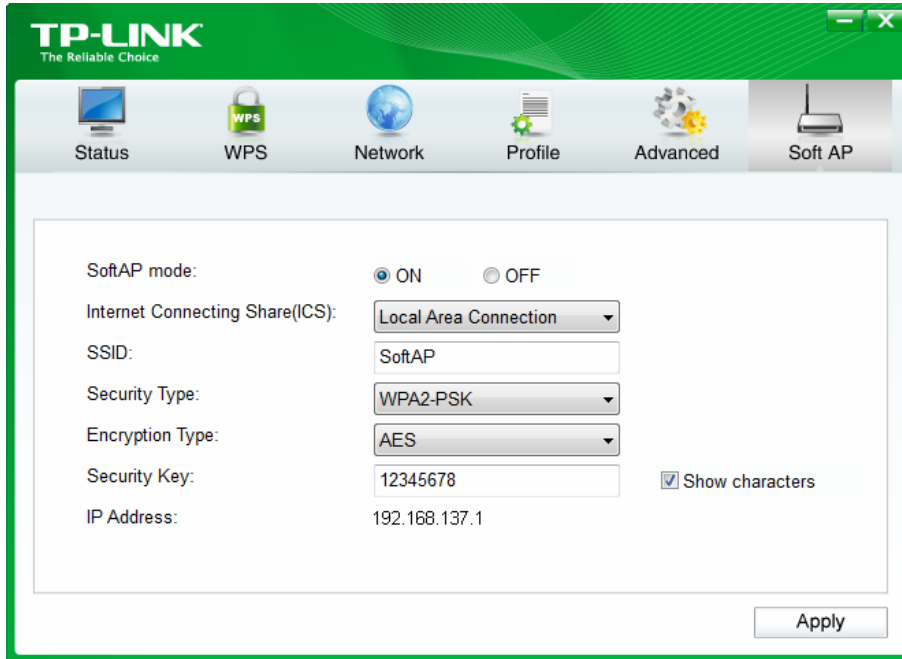 TP-LINK
The Reliable Choice
Status WPS Network Profile Advanced Soft AP
WPS
SoftAP mode: ON OFF
Internet Connecting Share(ICS): Local Area Connection
SSID: SoftAP
Security Type: WPA2-PSK
Encryption Type: AES
Security Key: 12345678 Show characters
IP Address: 192.168.137.1
Apply